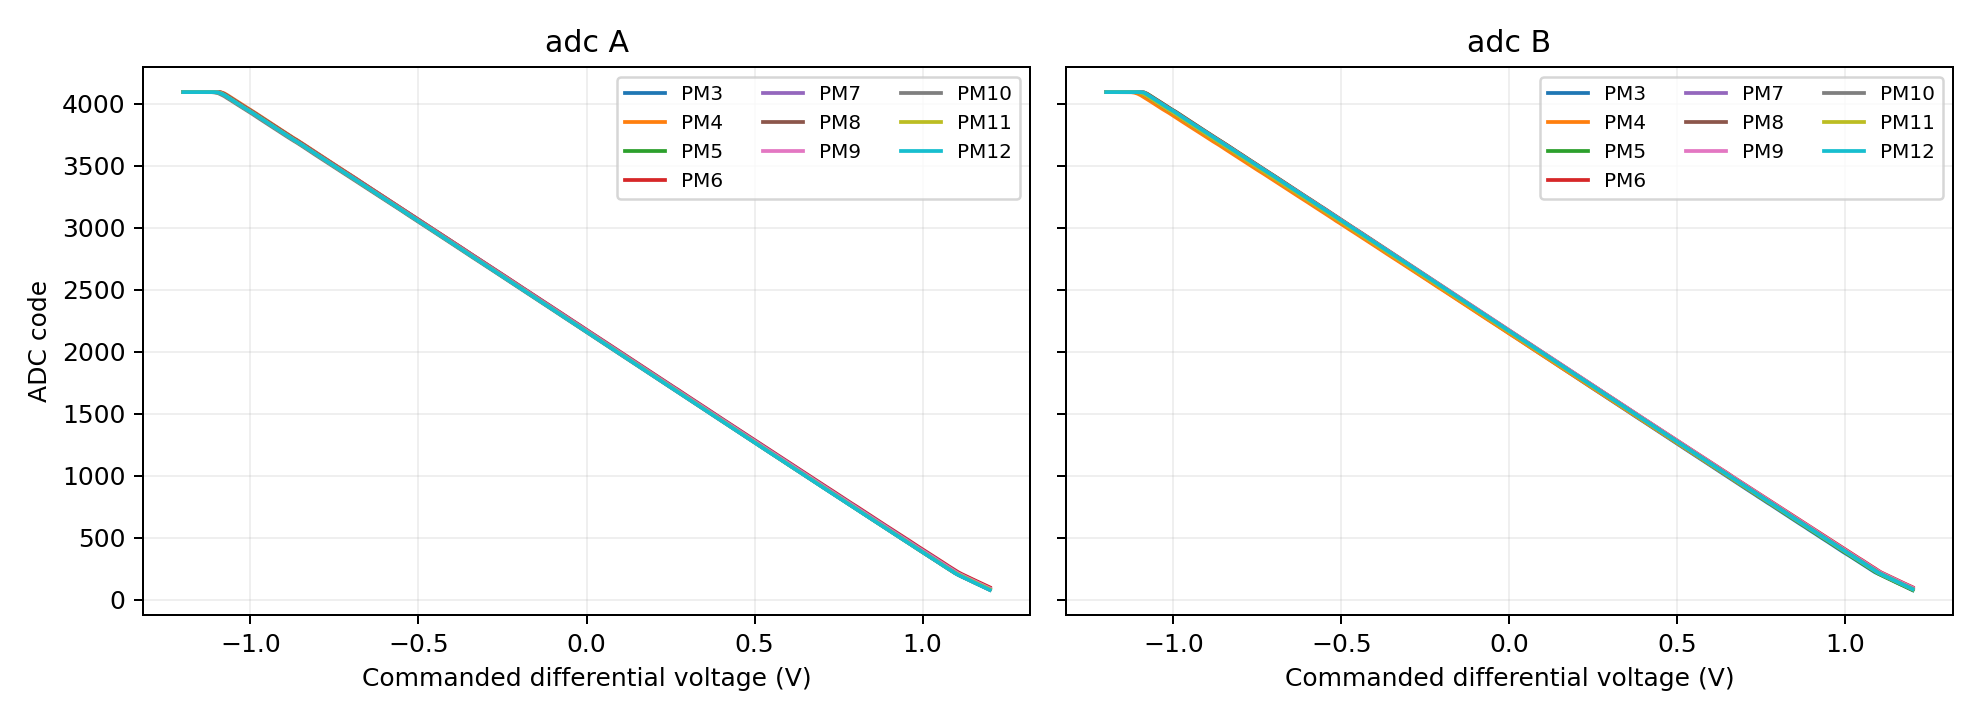 adc A
adc B
PM3 PM7 PM10
PM4 PM8 PM11
PM5 PM9 PM12
PM6
PM3 PM7 PM10
PM4 PM8 PM11
PM5 PM9 PM12
PM6
ADC code
4000
3500
3000
2500
2000
1500
1000
500
0
−1.0 −0.5 0.0 0.5 1.0
−1.0 −0.5 0.0 0.5 1.0
Commanded differential voltage (V)
Commanded differential voltage (V)